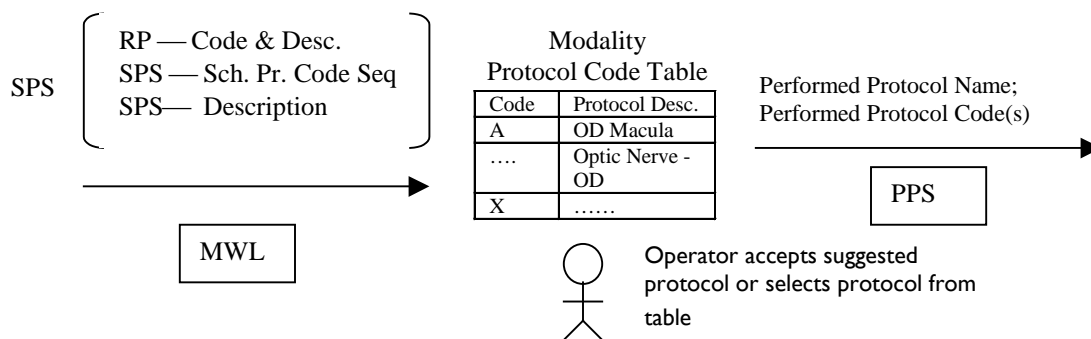 SPS
RP — Code & Desc.
SPS — Sch. Pr. Code Seq
SPS— Description
MWL
Modality
Protocol Code Table
Code Protocol Desc.
A OD Macula
…. Optic Nerve -
OD
X ……
Operator accepts suggested
protocol or selects protocol from
table
Performed Protocol Name;
Performed Protocol Code(s)
PPS